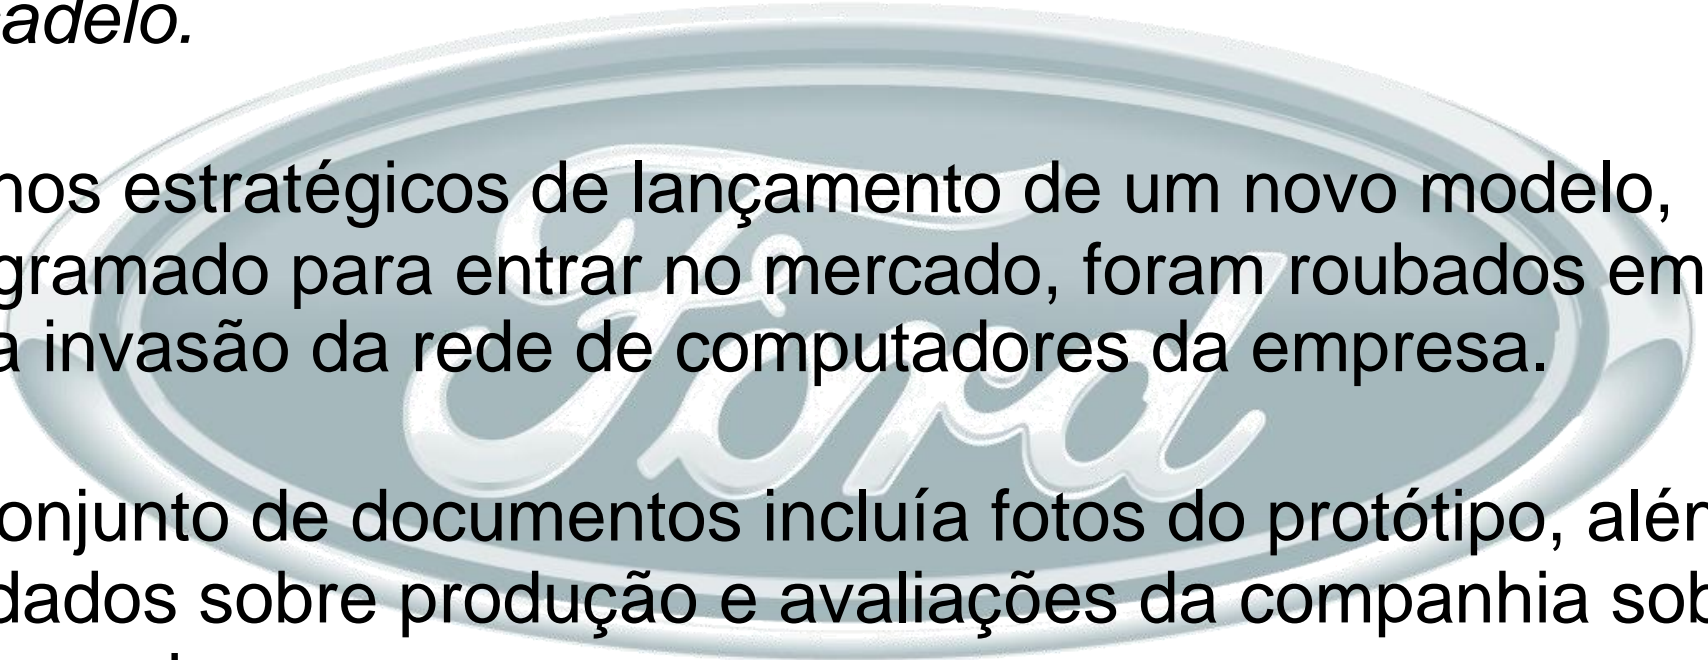 adelo.
nos estratégicos de lançamento de um novo modelo,
gramado para entrar no mercado, foram roubados em
a invasão da rede de computadores da empresa.
Ford
onjunto de documentos incluía fotos do protótipo, alé
dados sobre produção e avaliações da companhia sob